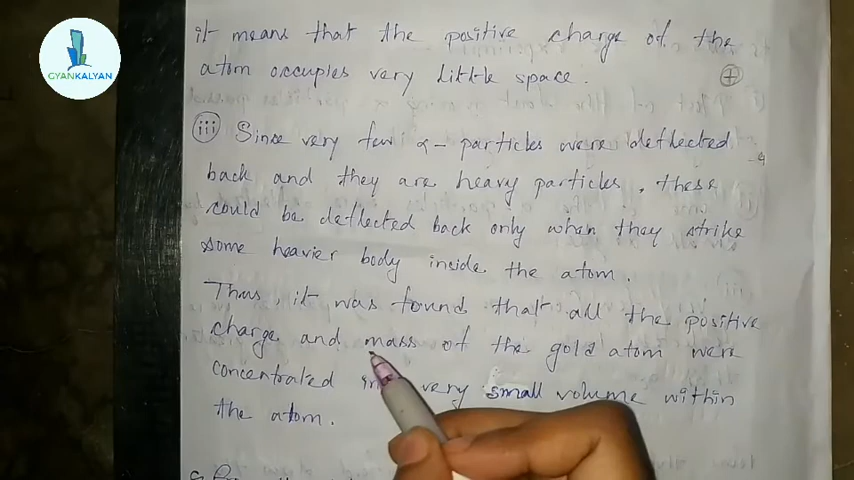 GYANKALYAN
it means that the positive charge of the
atom occupies very little space.
+
(iii) Since very few α- particles were deflected
back and they are heavy particles, these
could be deflected back only when they strike
some heavier body inside the atom.
Thus, it was found that all the positive
charge and mass of the gold atom were
concentrated in very small volume within
the atom.